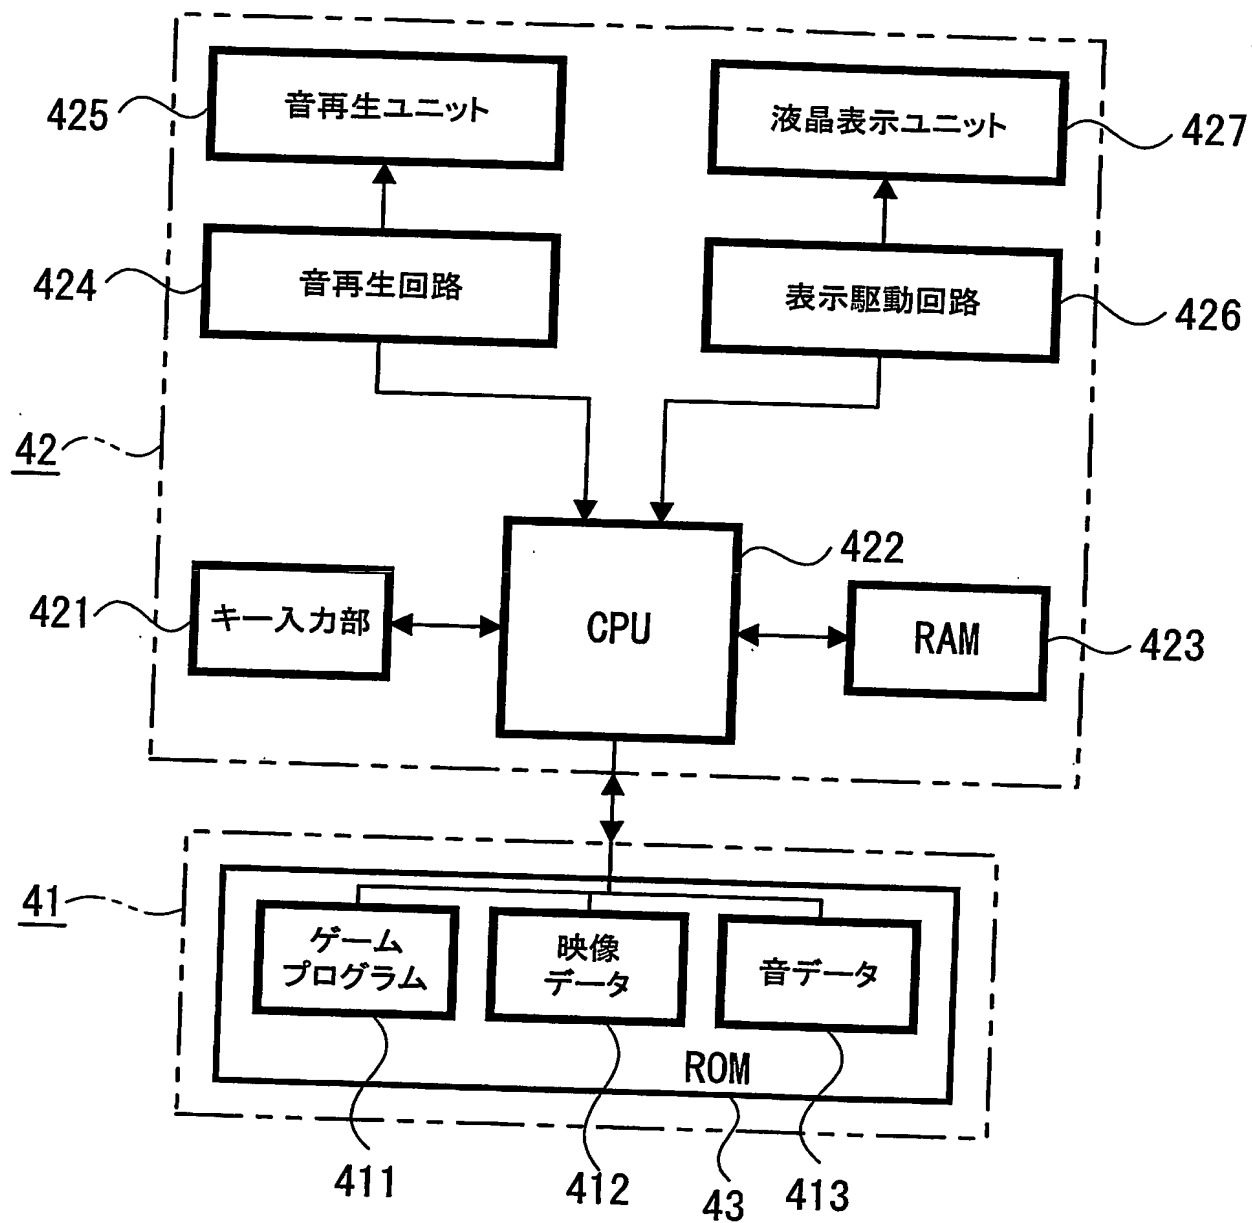 425
音再生ユニット
液晶表示ユニット
427
424
音再生回路
表示駆動回路
426
42
422
421
キー入力部
CPU
RAM
423
41
ゲーム
プログラム
映像
データ
音データ
ROM
411
412
43
413